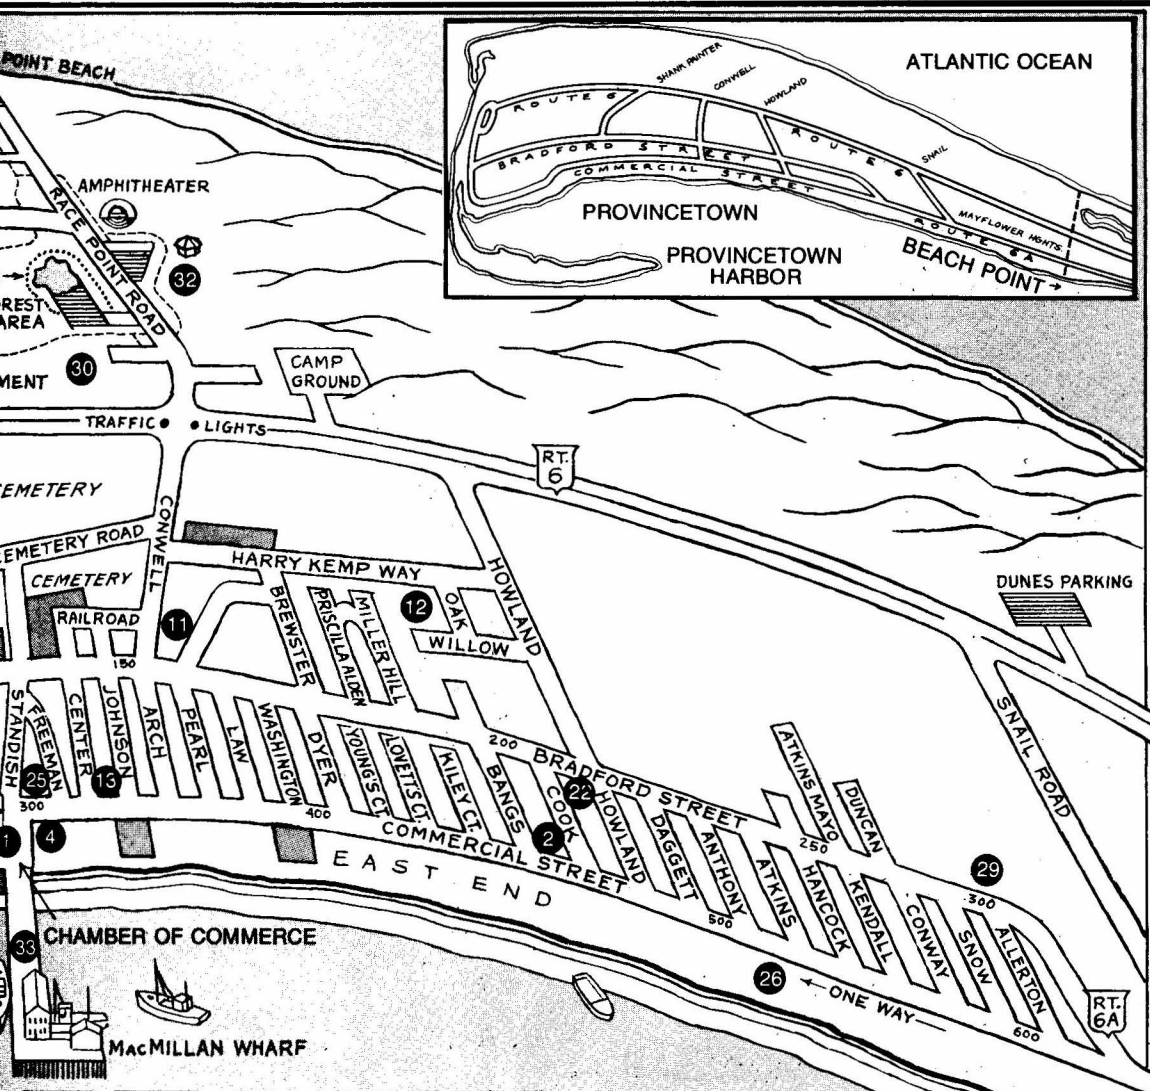 POINT BEACH
ATLANTIC OCEAN
SHANK PAINTER
CONWELL
HOWLAND
ROUTE 6
ROUTE 6
SNAIL
BRADFORD STREET
COMMERCIAL STREET
MAYFLOWER HGHTS.
ROUTE 6A
PROVINCETOWN
PROVINCETOWN
HARBOR
BEACH POINT →
AMPHITHEATER
RACE POINT ROAD
32
AREA
30
CAMP
GROUND
TRAFFIC
LIGHTS
RT.
6
CEMETERY
CEMETERY ROAD
CONWELL
HARRY KEMP WAY
CEMETERY
RAILROAD
150
11
BREWSTER
PRISCILLA ALDEN
MILLER HILL
12
OAK
WILLOW
HOWLAND
DUNES PARKING
SNAIL ROAD
STANDISH
FREEMAN
CENTER
JOHNSON
ARCH
PEARL
LAW
WASHINGTON
DYER
YOUNG'S CT.
LOVETT'S CT.
KILEY CT.
BANGS
COOK
HOWLAND
DAGGETT
ANTHONY
ATKINS
HANCOCK
KENDALL
CONWAY
SNOW
ALLERTON
200
BRADFORD STREET
ATKINS MAYO
DUNCAN
250
29
300
25
13
22
2
300
400
COMMERCIAL STREET
500
600
1
4
EAST END
26
← ONE WAY
RT.
6A
CHAMBER OF COMMERCE
33
MACMILLAN WHARF